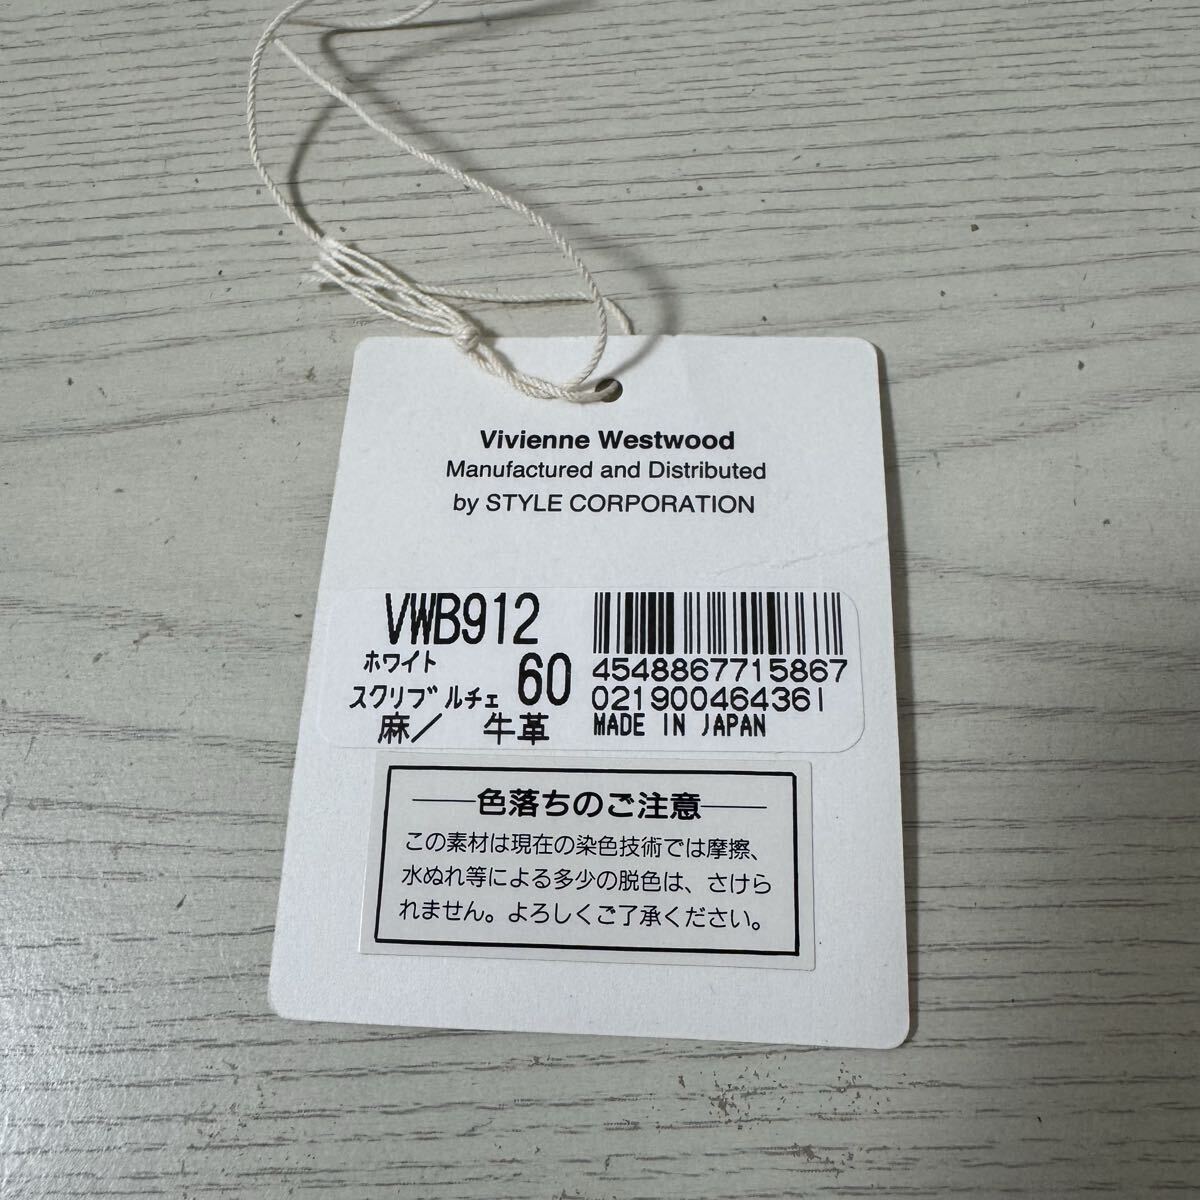 Vivienne Westwood
Manufactured and Distributed
by STYLE CORPORATION
VWB912
ホワイト
スクリブルチェ 60
麻／ 牛革
4548867715867
0219004643６1
MADE IN JAPAN
色落ちのご注意
この素材は現在の染色技術では摩擦、
水ぬれ等による多少の脱色は、さけら
れません。よろしくご了承ください。